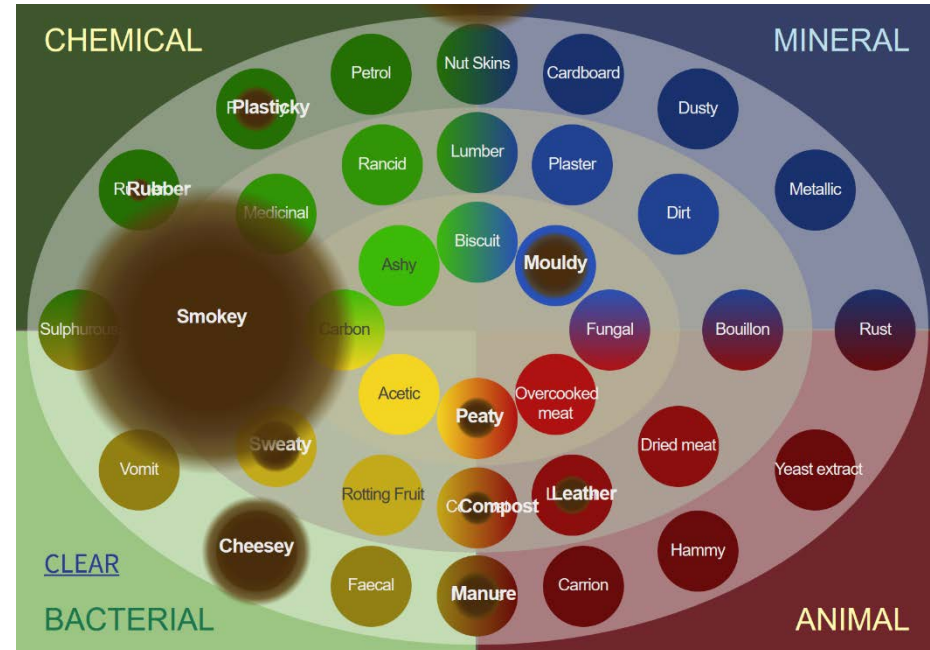 CHEMICAL
MINERAL
Nut Skins
Petrol
Cardboard
Plasticky
Dusty
Lumber
Rancid
Plaster
Rubber
Metallic
Medicinal
Dirt
Biscuit
Ashy
Mouldy
Smokey
Sulphurous
Carbon
Fungal
Bouillon
Rust
Acetic
Overcooked
meat
Peaty
Sweaty
Dried meat
Vomit
Yeast extract
Rotting Fruit
Leather
Compost
Cheesey
Hammy
CLEAR
Faecal
Manure
Carrion
BACTERIAL
ANIMAL